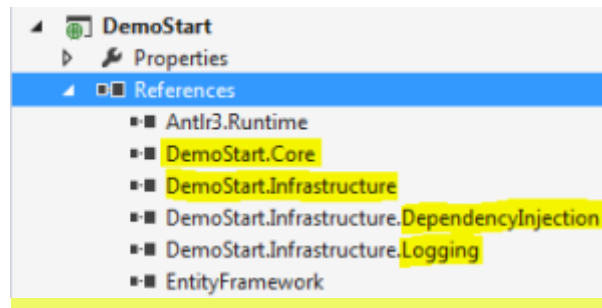 DemoStart
Properties
References
Antlr3.Runtime
DemoStart.Core
DemoStart.Infrastructure
DemoStart.Infrastructure.DependencyInjection
DemoStart.Infrastructure.Logging
EntityFramework